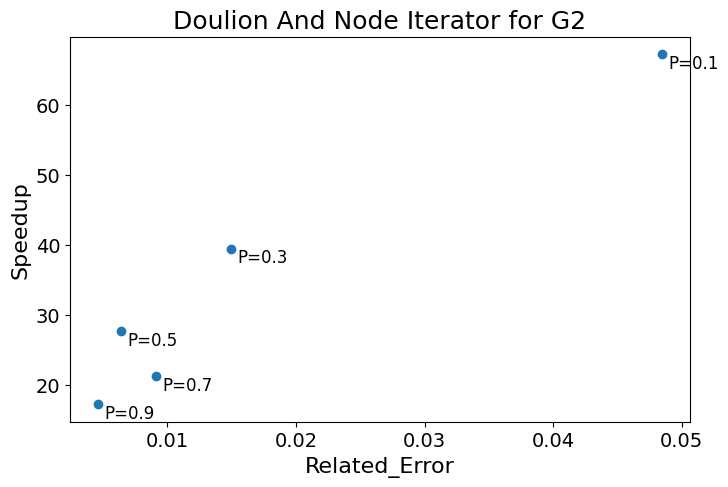 Doulion And Node Iterator for G2
Speedup
60
50
40
30
20
P=0.1
P=0.3
P=0.5
P=0.7
P=0.9
0.01
0.02
0.03
0.04
0.05
Related_Error